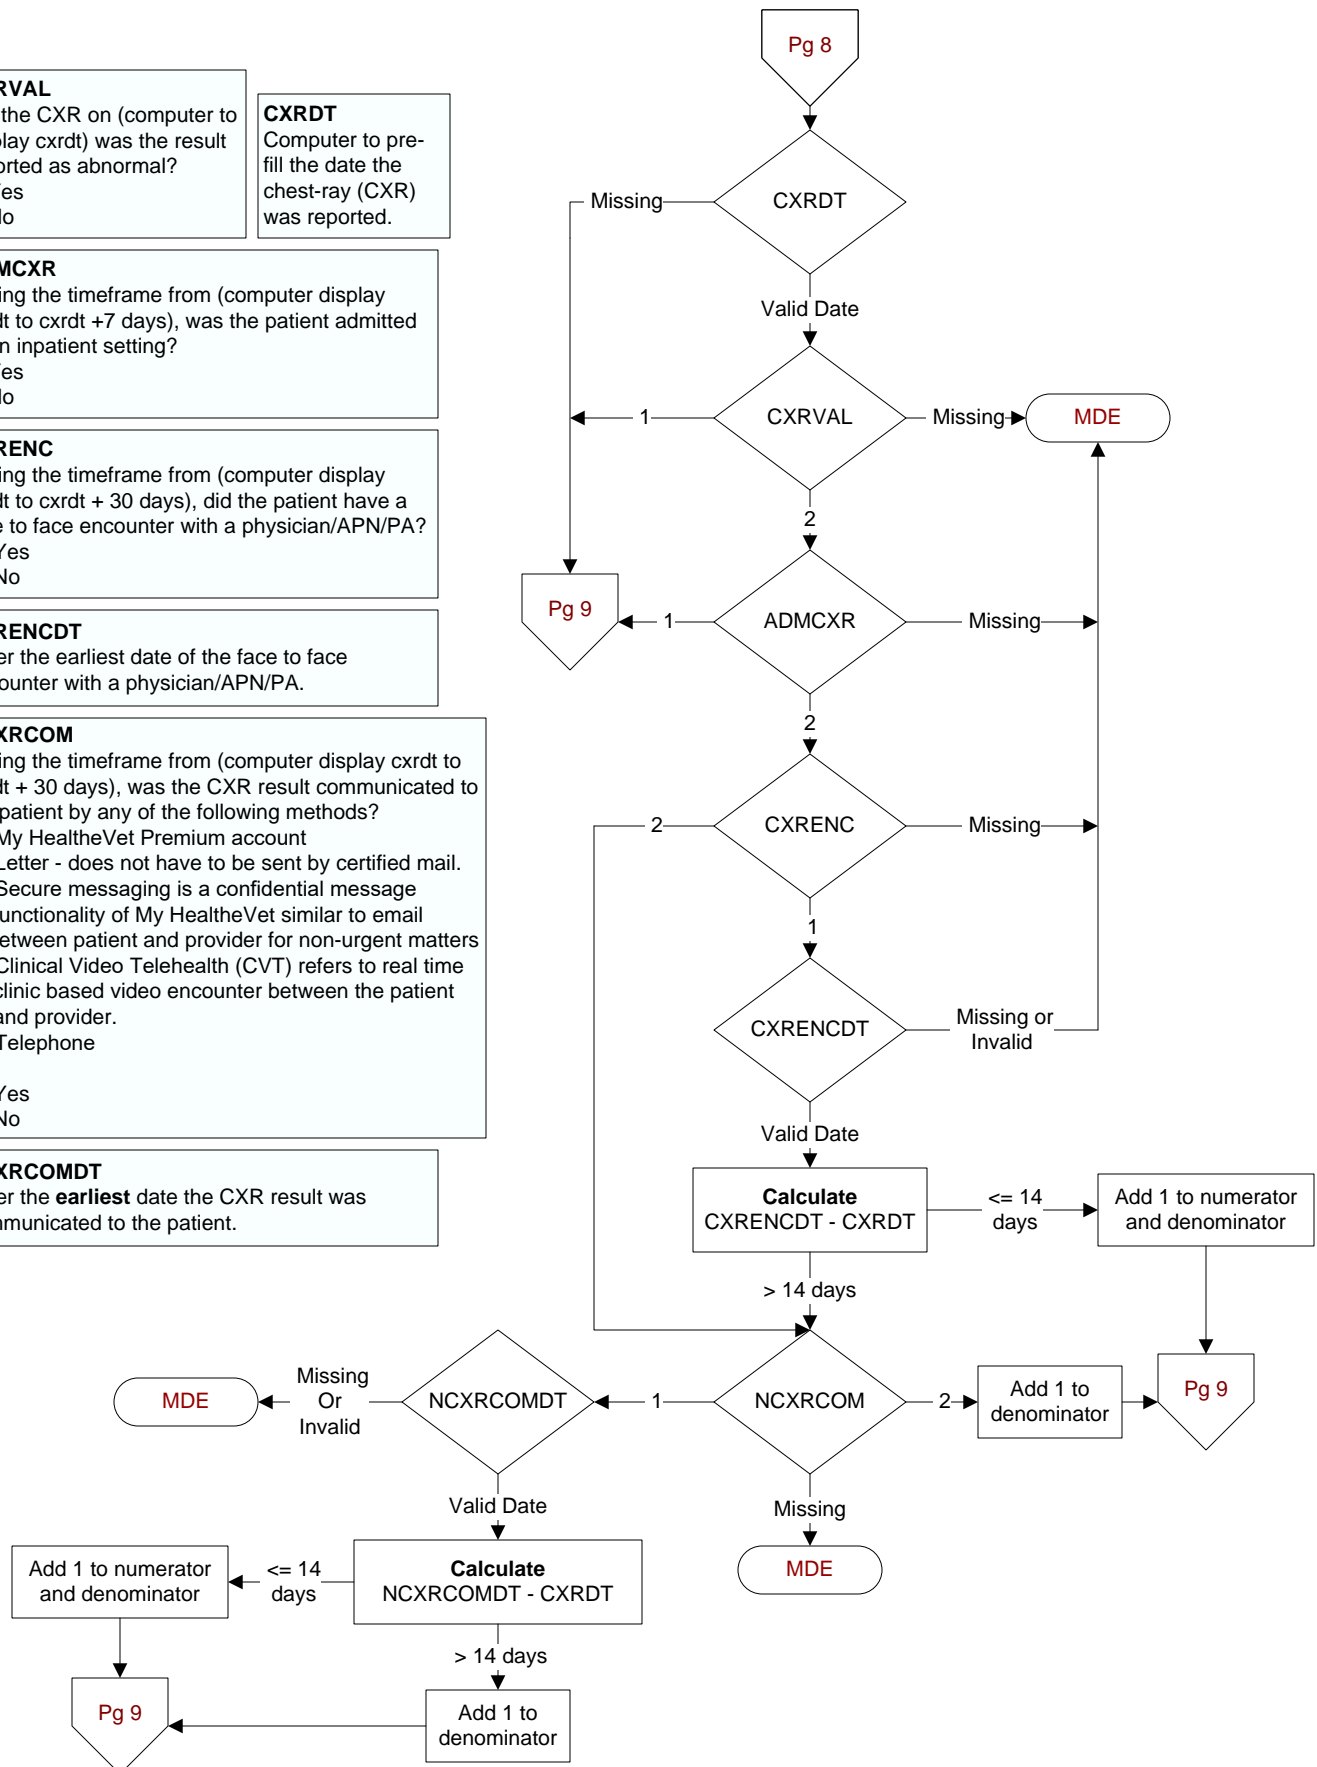 Pg 8
RVAL
the CXR on (computer to
play cxrdt) was the result
orted as abnormal?
es
lo
CXRDT
Computer to pre-
fill the date the
chest-ray (CXR)
was reported.
MCXR
ing the timeframe from (computer display
dt to cxrdt +7 days), was the patient admitted
n inpatient setting?
es
lo
RENC
ing the timeframe from (computer display
dt to cxrdt + 30 days), did the patient have a
e to face encounter with a physician/APN/PA?
Yes
No
RENCDT
er the earliest date of the face to face
ounter with a physician/APN/PA.
XRCOM
ing the timeframe from (computer display cxrdt to
dt + 30 days), was the CXR result communicated to
patient by any of the following methods?
My HealtheVet Premium account
Letter - does not have to be sent by certified mail.
Secure messaging is a confidential message
unctionality of My HealtheVet similar to email
etween patient and provider for non-urgent matters
Clinical Video Telehealth (CVT) refers to real time
clinic based video encounter between the patient
and provider.
Telephone
Yes
No
XRCOMDT
er the earliest date the CXR result was
mmunicated to the patient.
Missing
CXRDT
Valid Date
1
CXRVAL
Missing
MDE
2
Pg 9
1
ADMCXR
Missing
2
2
CXRENC
Missing
1
CXRENCDT
Missing or
Invalid
Valid Date
Calculate
CXRENCDT - CXRDT
<= 14
days
Add 1 to numerator
and denominator
> 14 days
MDE
Missing
Or
Invalid
NCXRCOMDT
1
NCXRCOM
2
Add 1 to
denominator
Pg 9
Valid Date
Missing
MDE
Add 1 to numerator
and denominator
<= 14
days
Calculate
NCXRCOMDT - CXRDT
> 14 days
Pg 9
Add 1 to
denominator